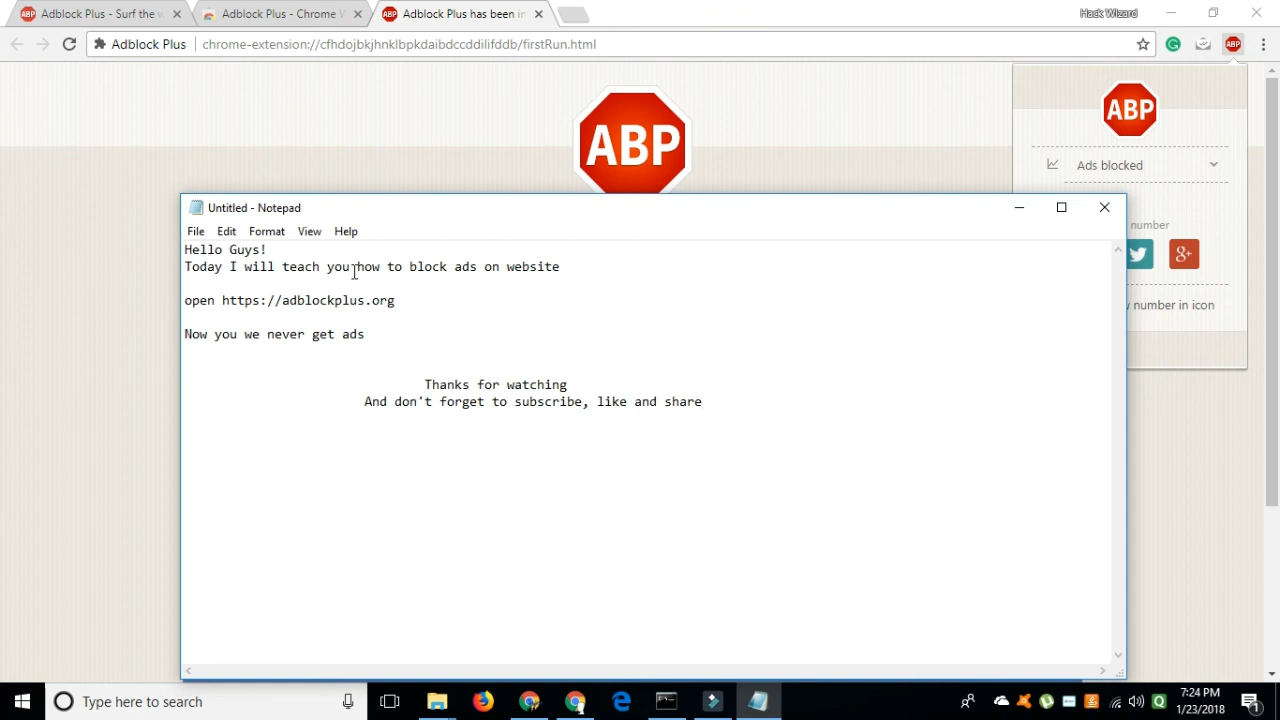 Adblock Plus - Surf the w
Adblock Plus - Chrome W
Adblock Plus has been in
Hack Wizard
Adblock Plus
chrome-extension://cfhdojbkjhnklbpkdaibdccddilifddb/firstRun.html
ABP
ABP
ABP
Ads blocked
number
number in icon
Untitled - Notepad
File Edit Format View Help
Hello Guys!
Today I will teach you how to block ads on website
open https://adblockplus.org
Now you we never get ads
Thanks for watching
And don't forget to subscribe, like and share
Type here to search
7:24 PM
1/23/2018